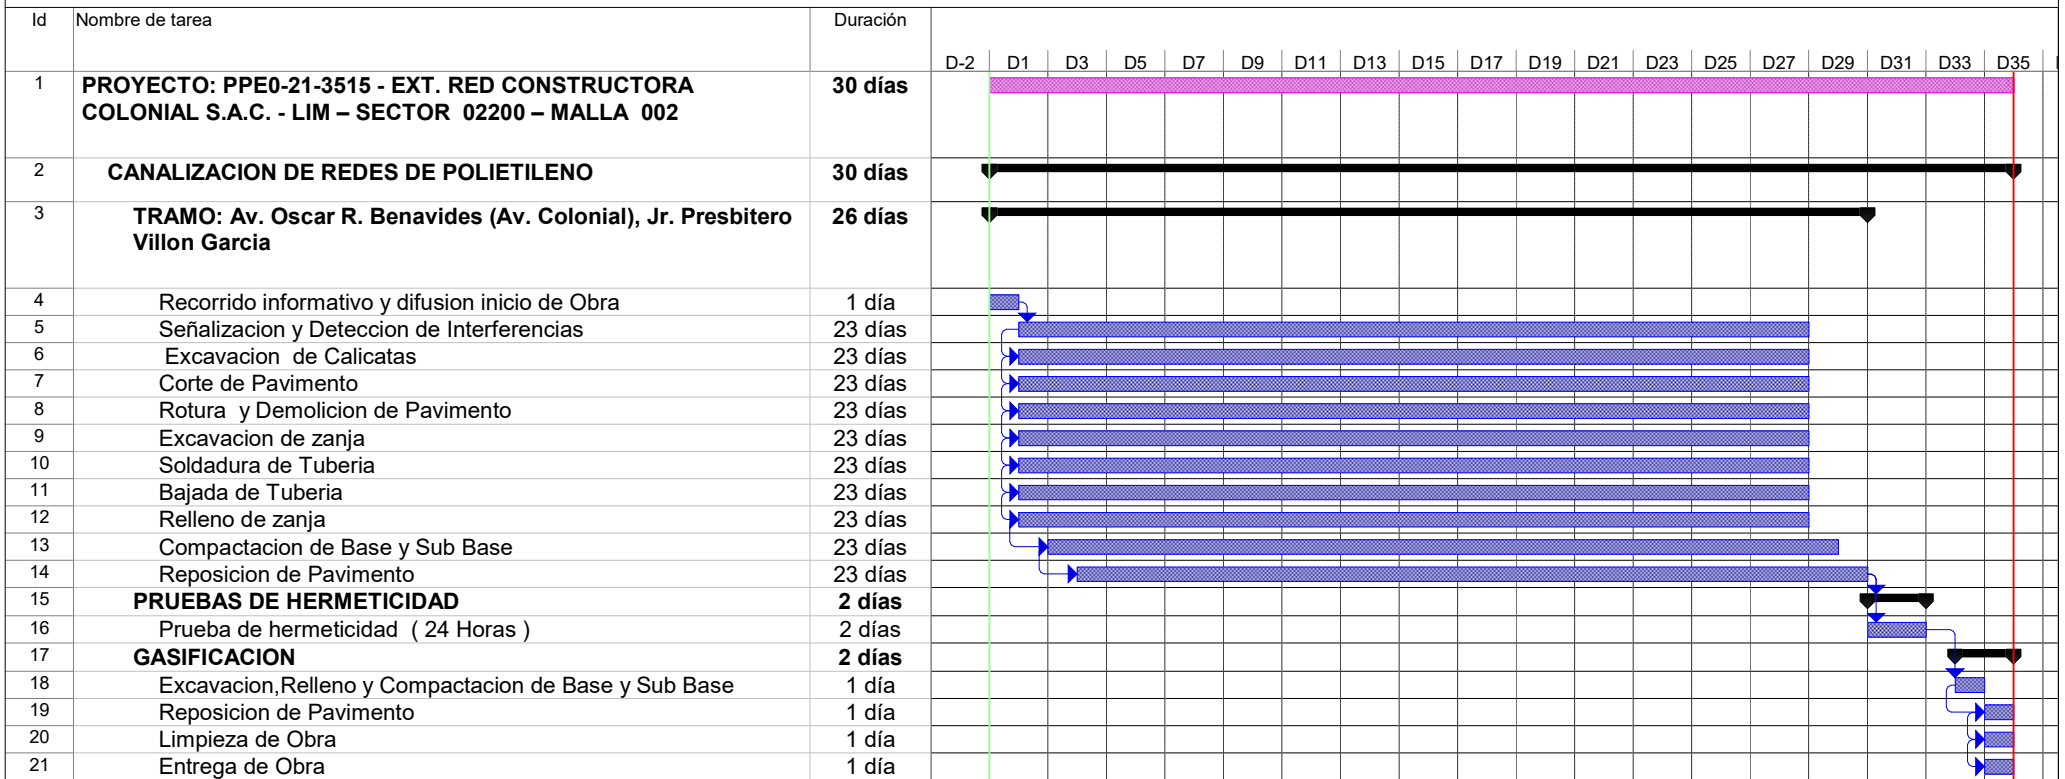 Id Nombre de tarea Duración
D-2 D1 D3 D5 D7 D9 D11 D13 D15 D17 D19 D21 D23 D25 D27 D29 D31 D33 D35
1 PROYECTO: PPE0-21-3515 - EXT. RED CONSTRUCTORA 30 días
COLONIAL S.A.C. - LIM – SECTOR 02200 – MALLA 002
2 CANALIZACION DE REDES DE POLIETILENO 30 días
3 TRAMO: Av. Oscar R. Benavides (Av. Colonial), Jr. Presbitero 26 días
Villon Garcia
4 Recorrido informativo y difusion inicio de Obra 1 día
5 Señalizacion y Deteccion de Interferencias 23 días
6 Excavacion de Calicatas 23 días
7 Corte de Pavimento 23 días
8 Rotura y Demolicion de Pavimento 23 días
9 Excavacion de zanja 23 días
10 Soldadura de Tuberia 23 días
11 Bajada de Tuberia 23 días
12 Relleno de zanja 23 días
13 Compactacion de Base y Sub Base 23 días
14 Reposicion de Pavimento 23 días
15 PRUEBAS DE HERMETICIDAD 2 días
16 Prueba de hermeticidad ( 24 Horas ) 2 días
17 GASIFICACION 2 días
18 Excavacion,Relleno y Compactacion de Base y Sub Base 1 día
19 Reposicion de Pavimento 1 día
20 Limpieza de Obra 1 día
21 Entrega de Obra 1 día